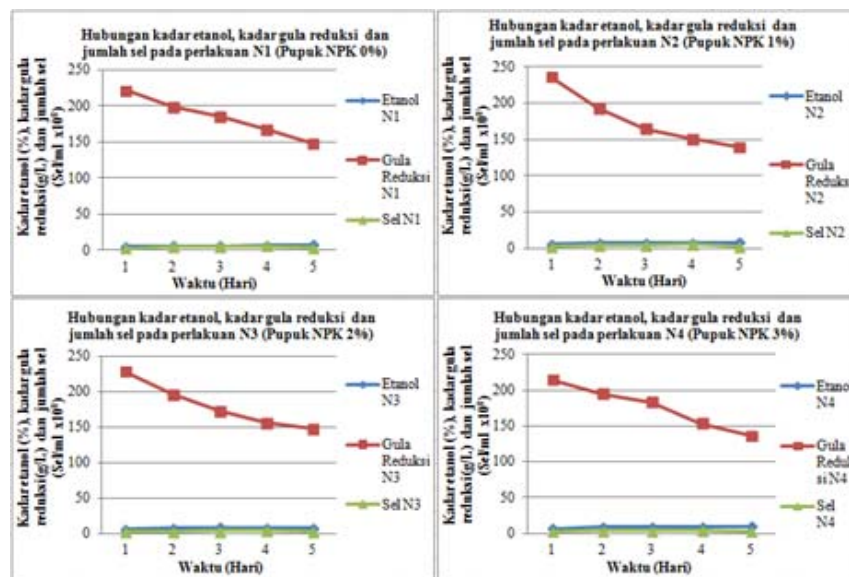 Hubungan kadar etanol, kadar gula reduksi dan
jumlah sel pada perlakuan N1 (Pupuk NPK 0%)
Kadar etanol (%), kadar gula
reduksi(g/L) dan jumlah sel
250
200
150
100
50
0
1 2 3 4 5
Waktu (Hari)
Etanol
N1
Gula
Reduksi
N1
Sel N1
Hubungan kadar etanol, kadar gula reduksi dan
jumlah sel pada perlakuan N2 (Pupuk NPK 1%)
Kadar etanol (%), kadar gula
reduksi(g/L) dan jumlah sel
250
200
150
100
50
0
1 2 3 4 5
Waktu (Hari)
Etanol
N2
Gula
Reduksi
N2
Sel N2
Hubungan kadar etanol, kadar gula reduksi dan
jumlah sel pada perlakuan N3 (Pupuk NPK 2%)
Kadar etanol (%), kadar gula
reduksi(g/L) dan jumlah sel
250
200
150
100
50
0
1 2 3 4 5
Waktu (Hari)
Etanol
N3
Gula
Reduksi
N3
Sel N3
Hubungan kadar etanol, kadar gula reduksi dan
jumlah sel pada perlakuan N4 (Pupuk NPK 3%)
Kadar etanol (%), kadar gula
reduksi(g/L) dan jumlah sel
250
200
150
100
50
0
1 2 3 4 5
Waktu (Hari)
Etanol
N4
Gula
Reduk
si N4
Sel
N4